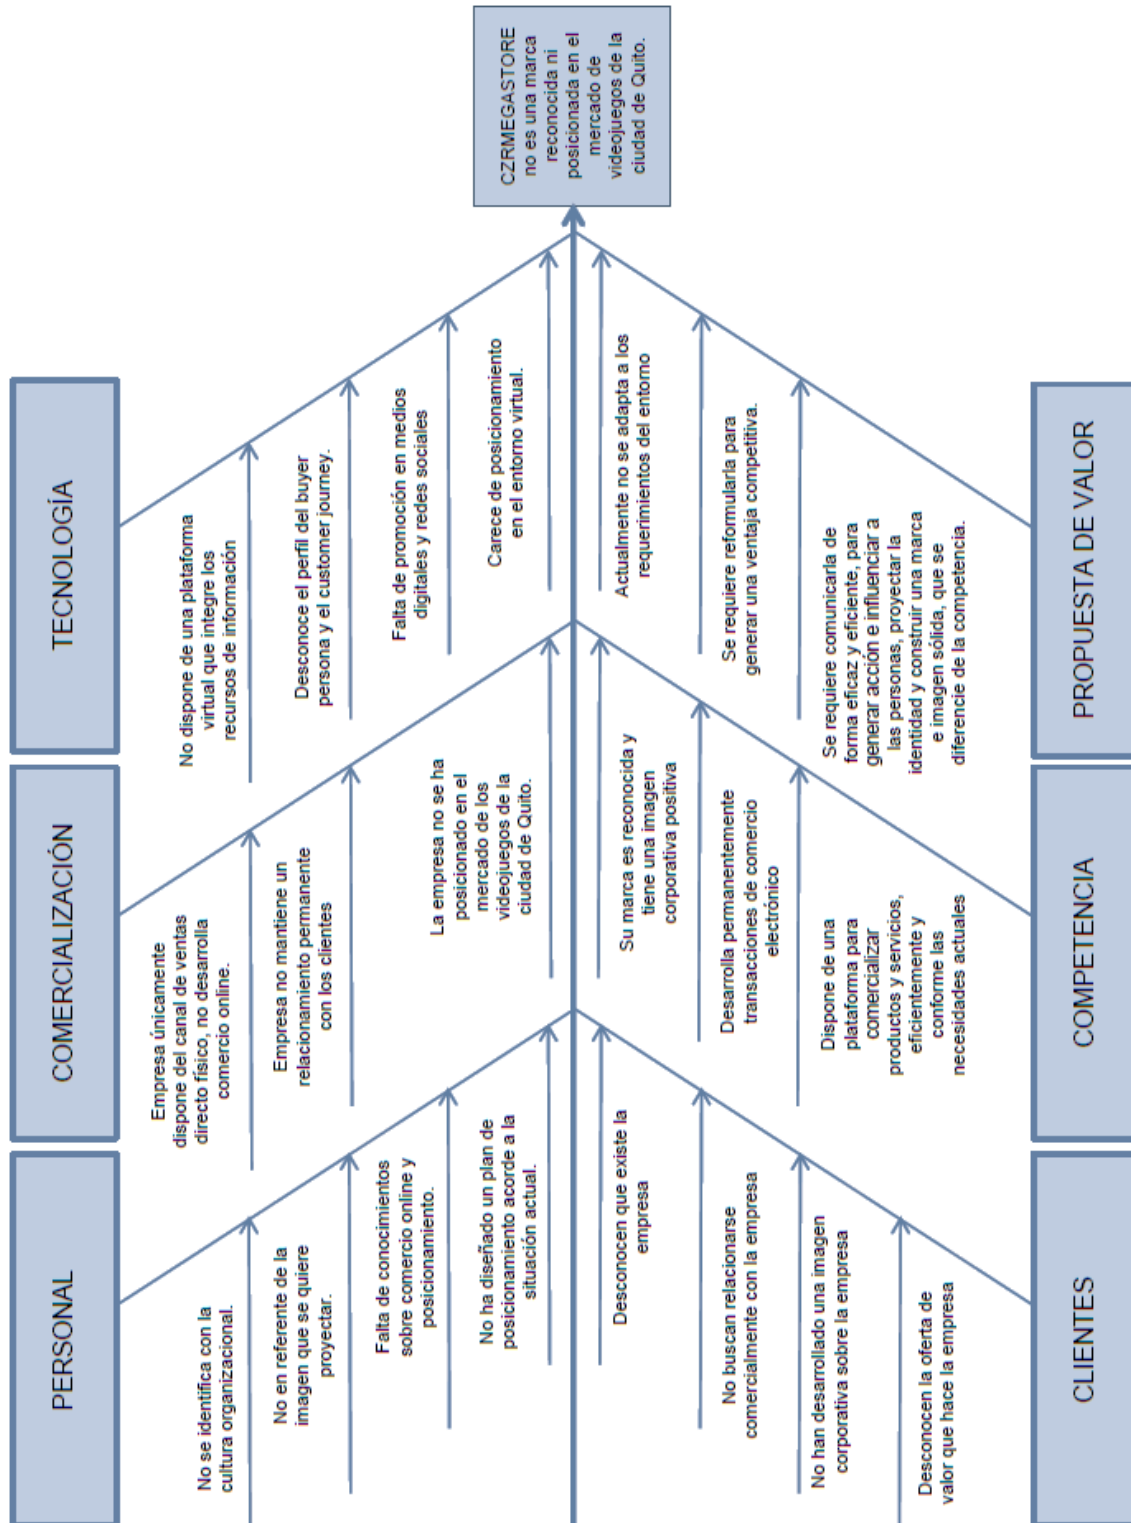 PERSONAL
No se identifica con la
cultura organizacional.
No en referente de la
imagen que se quiere
proyectar.
Falta de conocimientos
sobre comercio online y
posicionamiento.
No ha diseñado un plan de
posicionamiento acorde a la
situación actual.
COMERCIALIZACIÓN
Empresa únicamente
dispone del canal de ventas
directo físico, no desarrolla
comercio online.
Empresa no mantiene un
relacionamiento permanente
con los clientes
La empresa no se ha
posicionado en el
mercado de los
videojuegos de la
ciudad de Quito.
TECNOLOGÍA
No dispone de una plataforma
virtual que integre los
recursos de información
Desconoce el perfil del buyer
persona y el customer journey.
Falta de promoción en medios
digitales y redes sociales
Carece de posicionamiento
en el entorno virtual.
CZRMEGASTORE
no es una marca
reconocida ni
posicionada en el
mercado de
videojuegos de la
ciudad de Quito.
Desconocen que existe la
empresa
No buscan relacionarse
comercialmente con la empresa
No han desarrollado una imagen
corporativa sobre la empresa
Desconocen la oferta de
valor que hace la empresa
CLIENTES
Su marca es reconocida y
tiene una imagen
corporativa positiva
Desarrolla permanentemente
transacciones de comercio
electrónico
Dispone de una
plataforma para
comercializar
productos y servicios,
eficientemente y
conforme las
necesidades actuales
COMPETENCIA
Actualmente no se adapta a los
requerimientos del entorno
Se requiere reformularla para
generar una ventaja competitiva.
Se requiere comunicarla de
forma eficaz y eficiente, para
generar acción e influenciar a
las personas, proyectar la
identidad y construir una marca
e imagen sólida, que se
diferencie de la competencia.
PROPUESTA DE VALOR